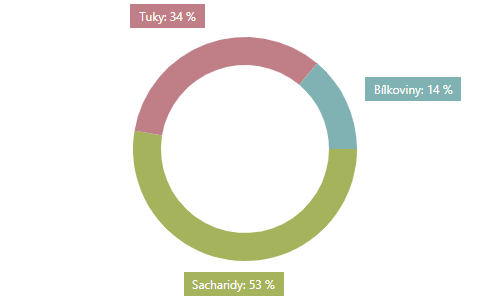 Tuky: 34 %
Bílkoviny: 14 %
Sacharidy: 53 %